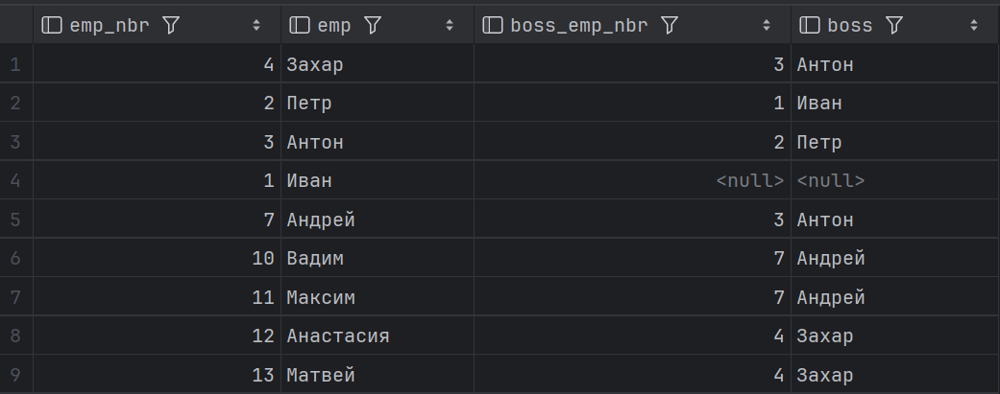 emp_nbr emp boss_emp_nbr boss
1 4 Захар 3 Антон
2 2 Петр 1 Иван
3 3 Антон 2 Петр
4 1 Иван <null> <null>
5 7 Андрей 3 Антон
6 10 Вадим 7 Андрей
7 11 Максим 7 Андрей
8 12 Анастасия 4 Захар
9 13 Матвей 4 Захар